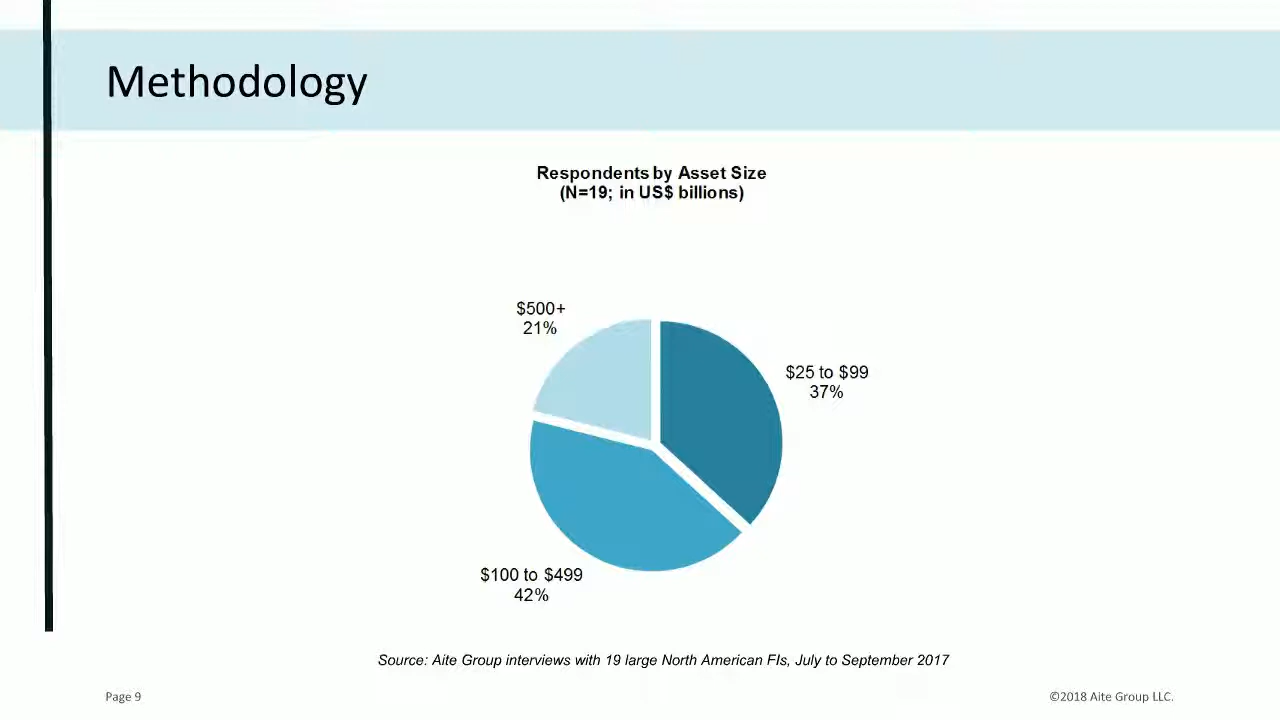 Methodology
Respondents by Asset Size
(N=19; in US$ billions)
$500+
21%
$25 to $99
37%
$100 to $499
42%
Source: Aite Group interviews with 19 large North American FIs, July to September 2017
Page 9
©2018 Aite Group LLC.